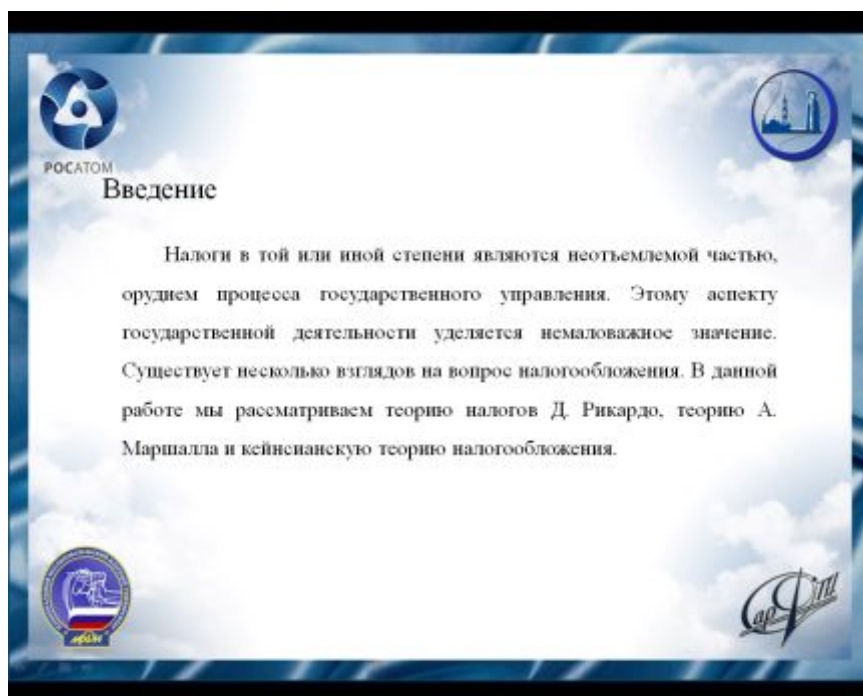 РОСАТОМ
Введение
Налоги в той или иной степени являются неотъемлемой частью,
орудием процесса государственного управления. Этому аспекту
государственной деятельности уделяется немаловажное значение.
Существует несколько взглядов на вопрос налогообложения. В данной
работе мы рассматриваем теорию налогов Д. Рикардо, теорию А.
Маршалла и кейнсианскую теорию налогообложения.
СарФТИ